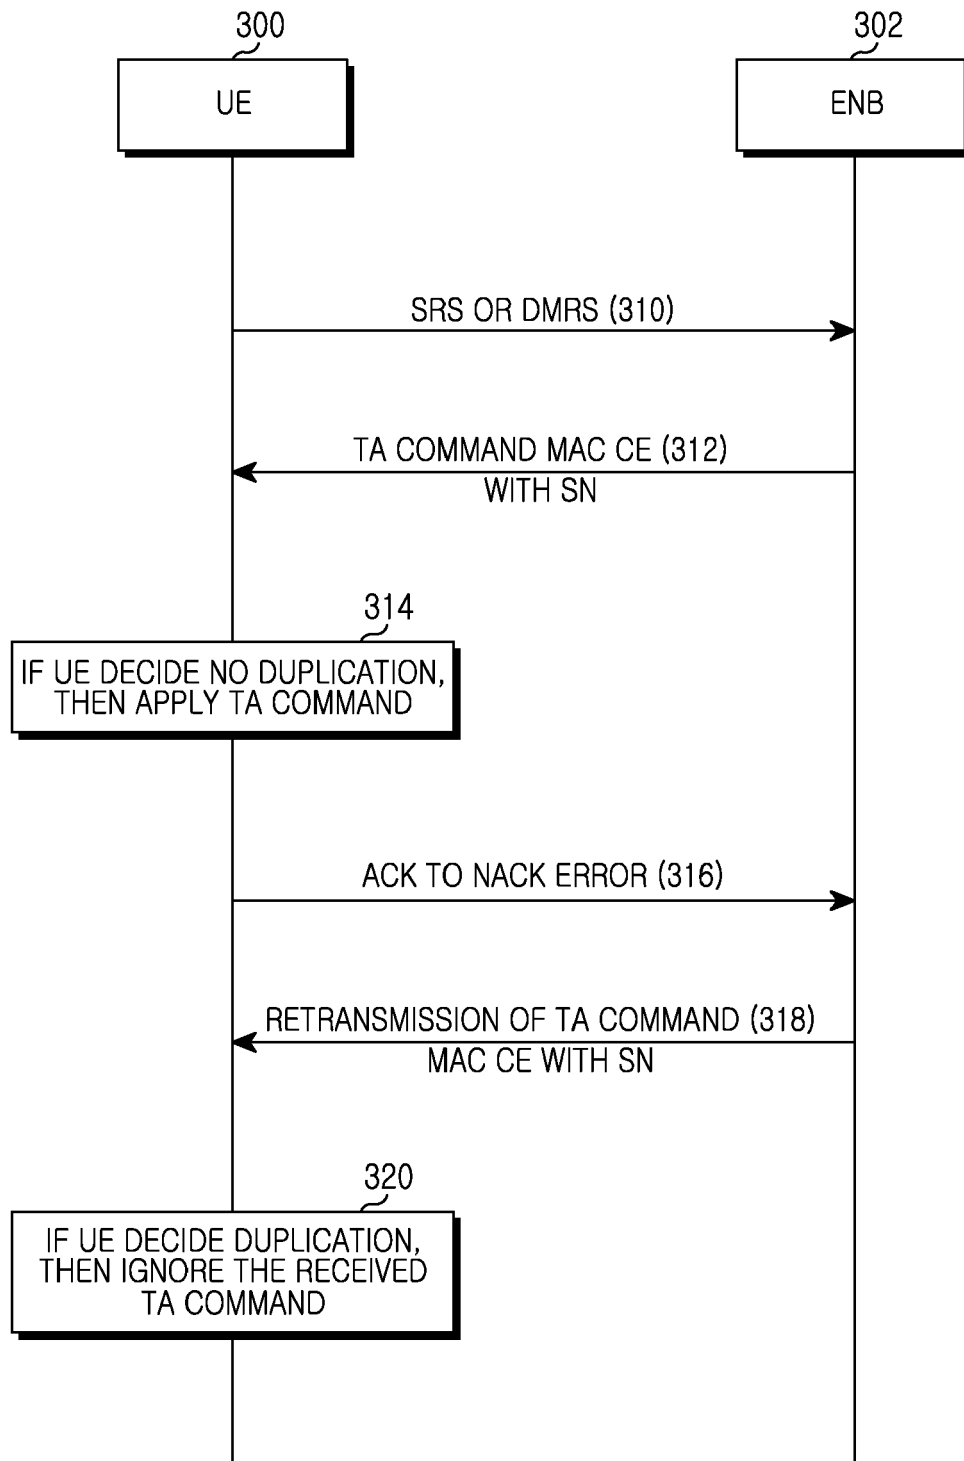 300
302
UE
ENB
SRS OR DMRS (310)
TA COMMAND MAC CE (312)
WITH SN
314
IF UE DECIDE NO DUPLICATION,
THEN APPLY TA COMMAND
ACK TO NACK ERROR (316)
RETRANSMISSION OF TA COMMAND (318)
MAC CE WITH SN
320
IF UE DECIDE DUPLICATION,
THEN IGNORE THE RECEIVED
TA COMMAND